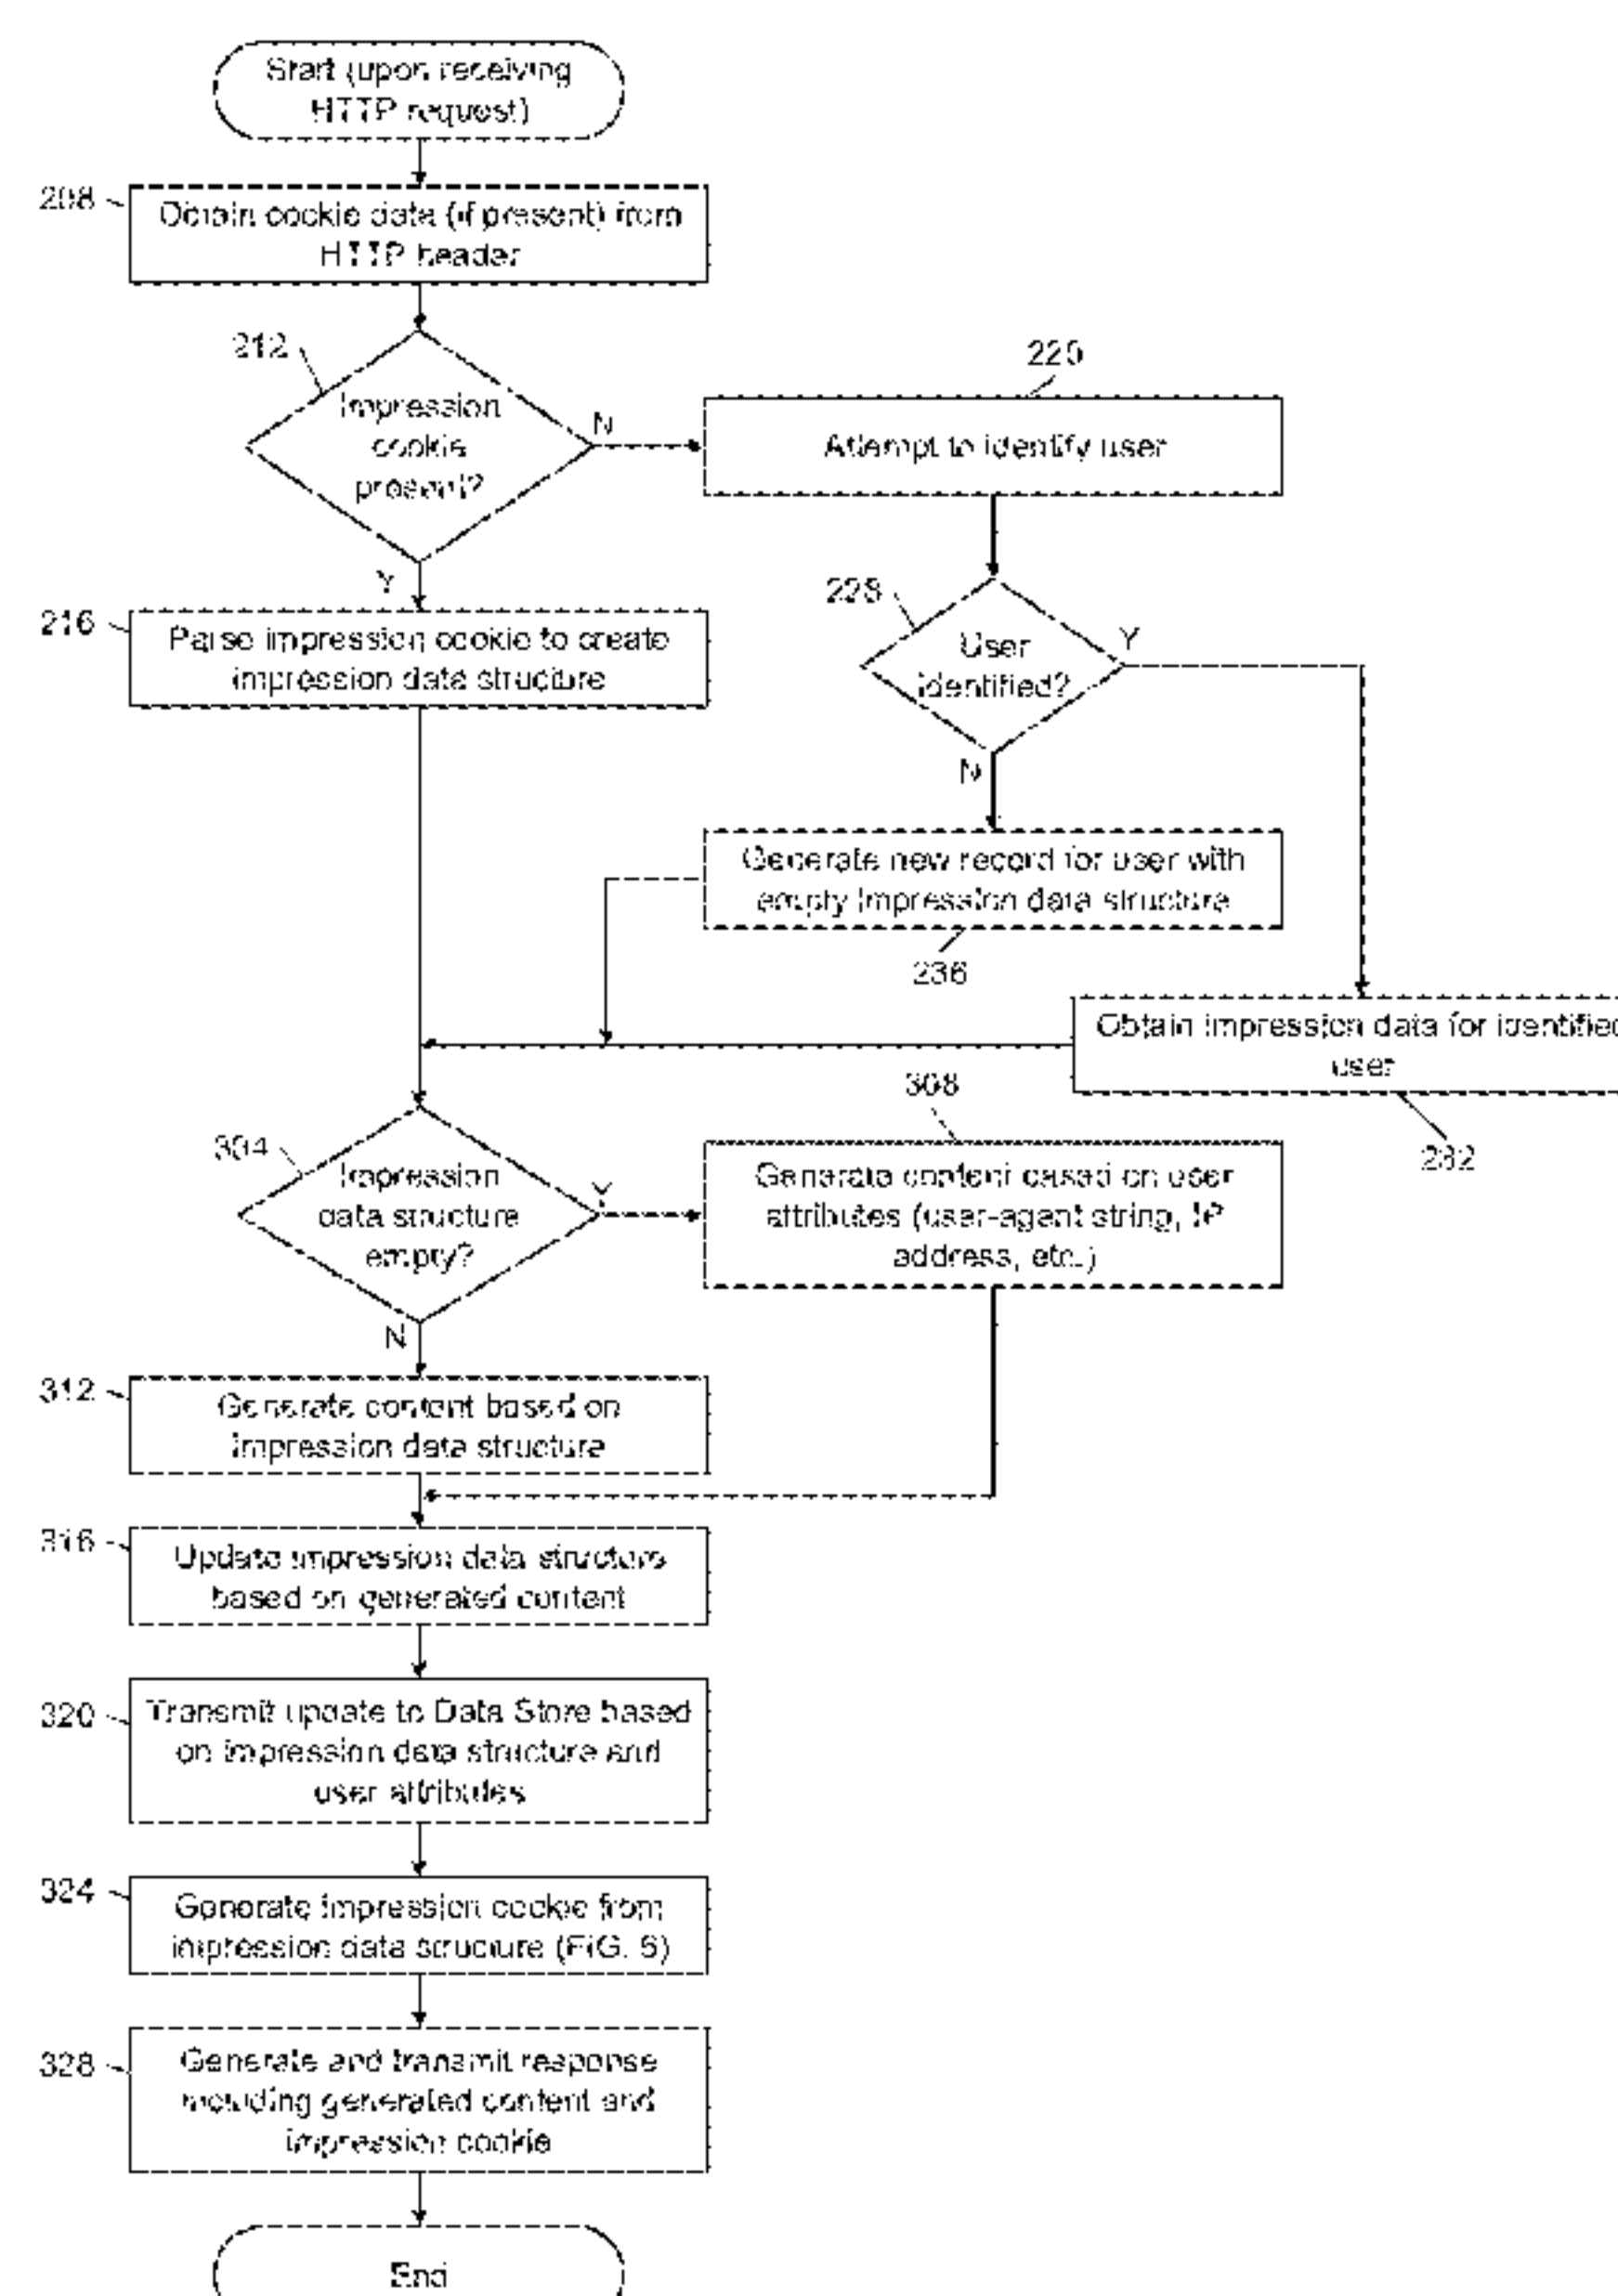 Start (upon receiving
HTTP request)
208
Obtain cookie data (if present) from
HTTP header
212
Impression
cookie
present?
N
Y
220
Attempt to identify user
228
User
identified?
Y
N
216
Parse impression cookie to create
impression data structure
Generate new record for user with
empty impression data structure
236
Obtain impression data for identified
user
232
304
Impression
data structure
empty?
Y
N
308
Generate content based on user
attributes (user-agent string, IP
address, etc.)
312
Generate content based on
impression data structure
316
Update impression data structure
based on generated content
320
Transmit update to Data Store based
on impression data structure and
user attributes
324
Generate impression cookie from
impression data structure (FIG. 6)
328
Generate and transmit response
including generated content and
impression cookie
End